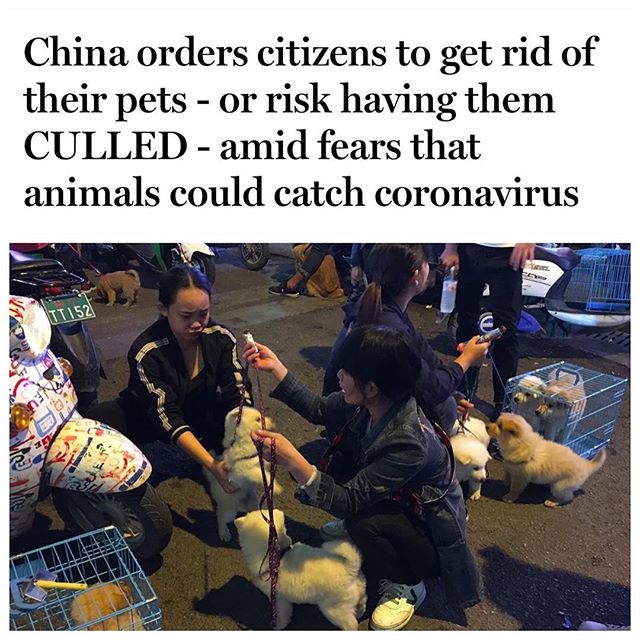 China orders citizens to get rid of
their pets - or risk having them
CULLED - amid fears that
animals could catch coronavirus
TT152